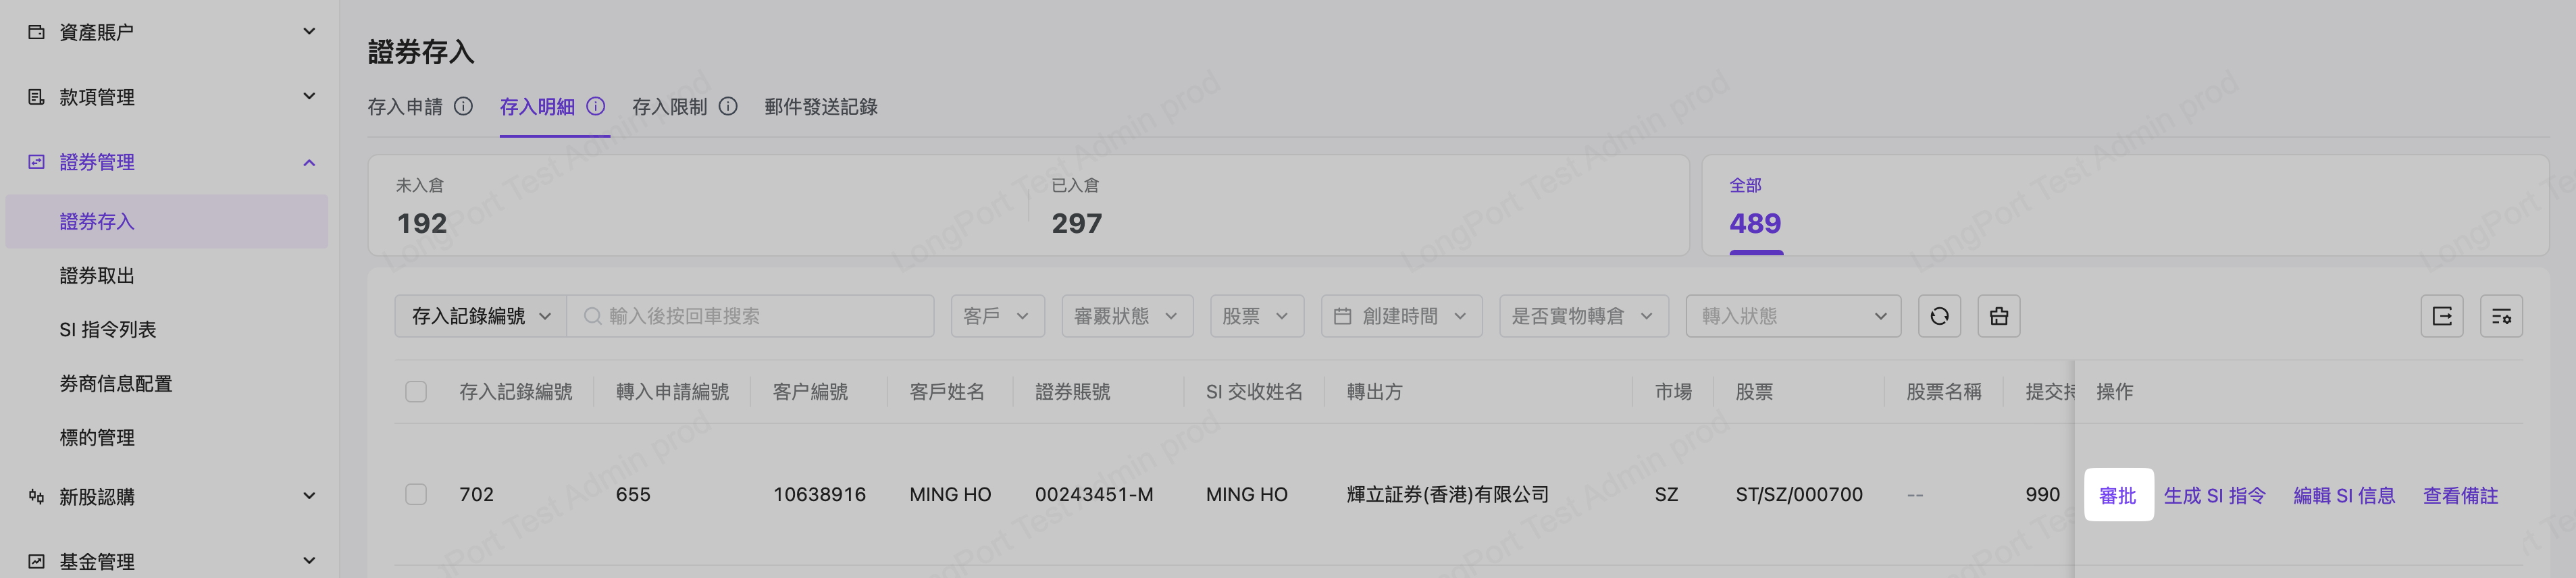 資產賬户
款項管理
證券管理
證券存入
證券取出
SI 指令列表
券商信息配置
標的管理
新股認購
基金管理
證券存入
存入申請 存入明細 存入限制 郵件發送記錄
未入倉 已入倉 全部
192 297 489
存入記錄編號 輸入後按回車搜索 客戶 審覈狀態 股票 創建時間 是否實物轉倉 轉入狀態
存入記錄編號 轉入申請編號 客户編號 客戶姓名 證券賬號 SI 交收姓名 轉出方 市場 股票 股票名稱 提交持 操作
702 655 10638916 MING HO 00243451-M MING HO 輝立証券(香港)有限公司 SZ ST/SZ/000700 -- 990 審批 生成 SI 指令 編輯 SI 信息 查看備註
LongPort Test Admin prod